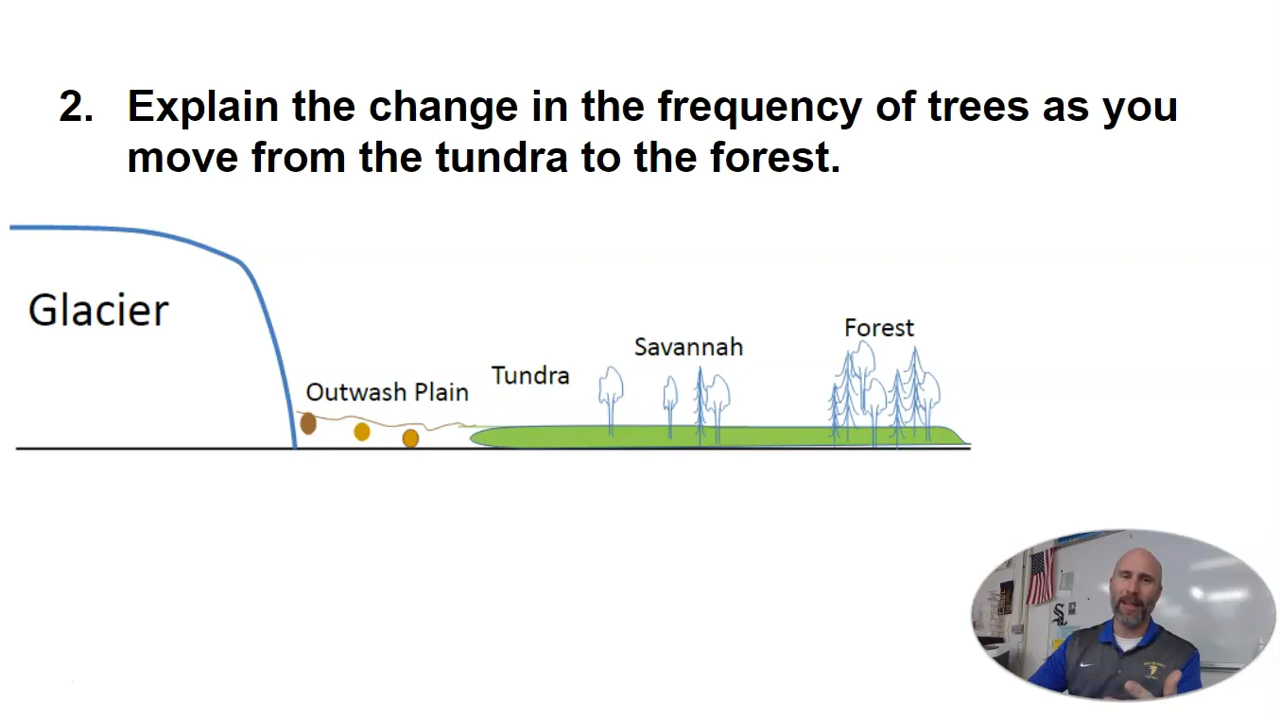 2. Explain the change in the frequency of trees as you
move from the tundra to the forest.
Glacier
Outwash Plain
Tundra
Savannah
Forest